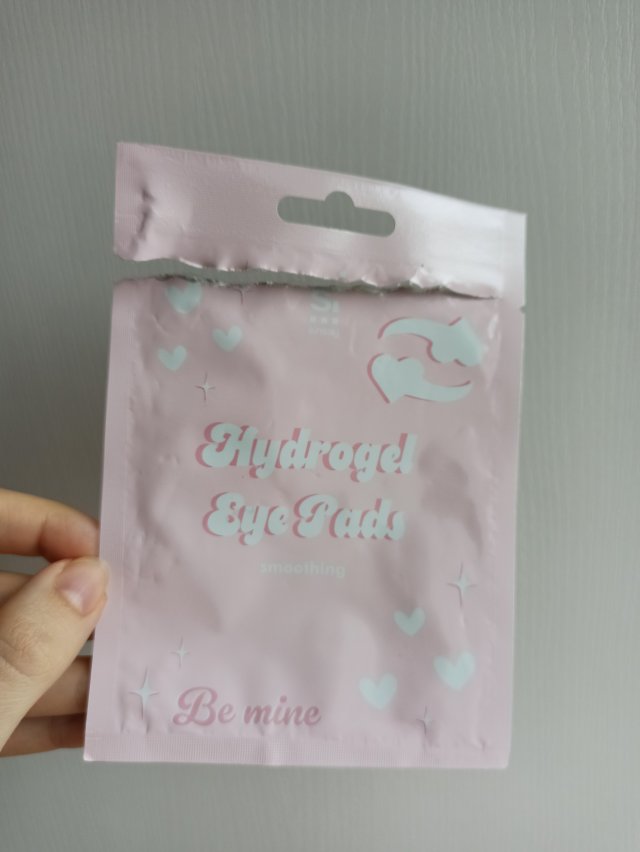 Hydrogel
Eye Pads
smoothing
Be mine